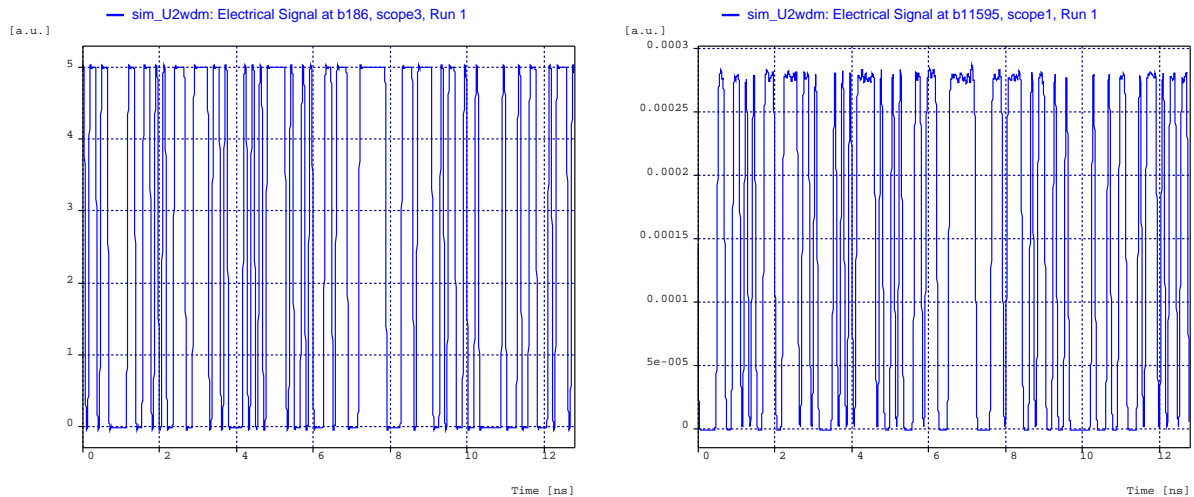 sim_U2wdm: Electrical Signal at b186, scope3, Run 1
[a.u.]
5
4
3
2
1
0
0 2 4 6 8 10 12
Time [ns]
sim_U2wdm: Electrical Signal at b11595, scope1, Run 1
[a.u.]
0.0003
0.00025
0.0002
0.00015
0.0001
5e-005
0
0 2 4 6 8 10 12
Time [ns]